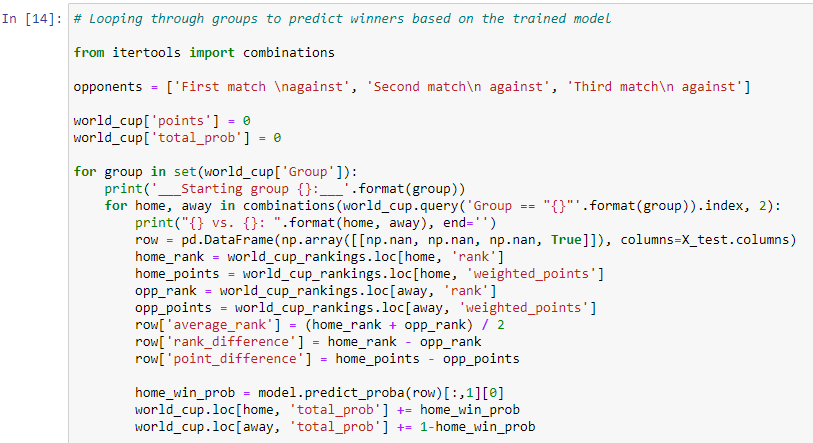 In [14]: # Looping through groups to predict winners based on the trained model
from itertools import combinations
opponents = ['First match \nagainst', 'Second match\n against', 'Third match\n against']
world_cup['points'] = 0
world_cup['total_prob'] = 0
for group in set(world_cup['Group']):
    print('___Starting group {}:___'.format(group))
    for home, away in combinations(world_cup.query('Group == "{}"'.format(group)).index, 2):
        print("{} vs. {}: ".format(home, away), end='')
        row = pd.DataFrame(np.array([[np.nan, np.nan, np.nan, True]]), columns=X_test.columns)
        home_rank = world_cup_rankings.loc[home, 'rank']
        home_points = world_cup_rankings.loc[home, 'weighted_points']
        opp_rank = world_cup_rankings.loc[away, 'rank']
        opp_points = world_cup_rankings.loc[away, 'weighted_points']
        row['average_rank'] = (home_rank + opp_rank) / 2
        row['rank_difference'] = home_rank - opp_rank
        row['point_difference'] = home_points - opp_points
        home_win_prob = model.predict_proba(row)[:,1][0]
        world_cup.loc[home, 'total_prob'] += home_win_prob
        world_cup.loc[away, 'total_prob'] += 1-home_win_prob